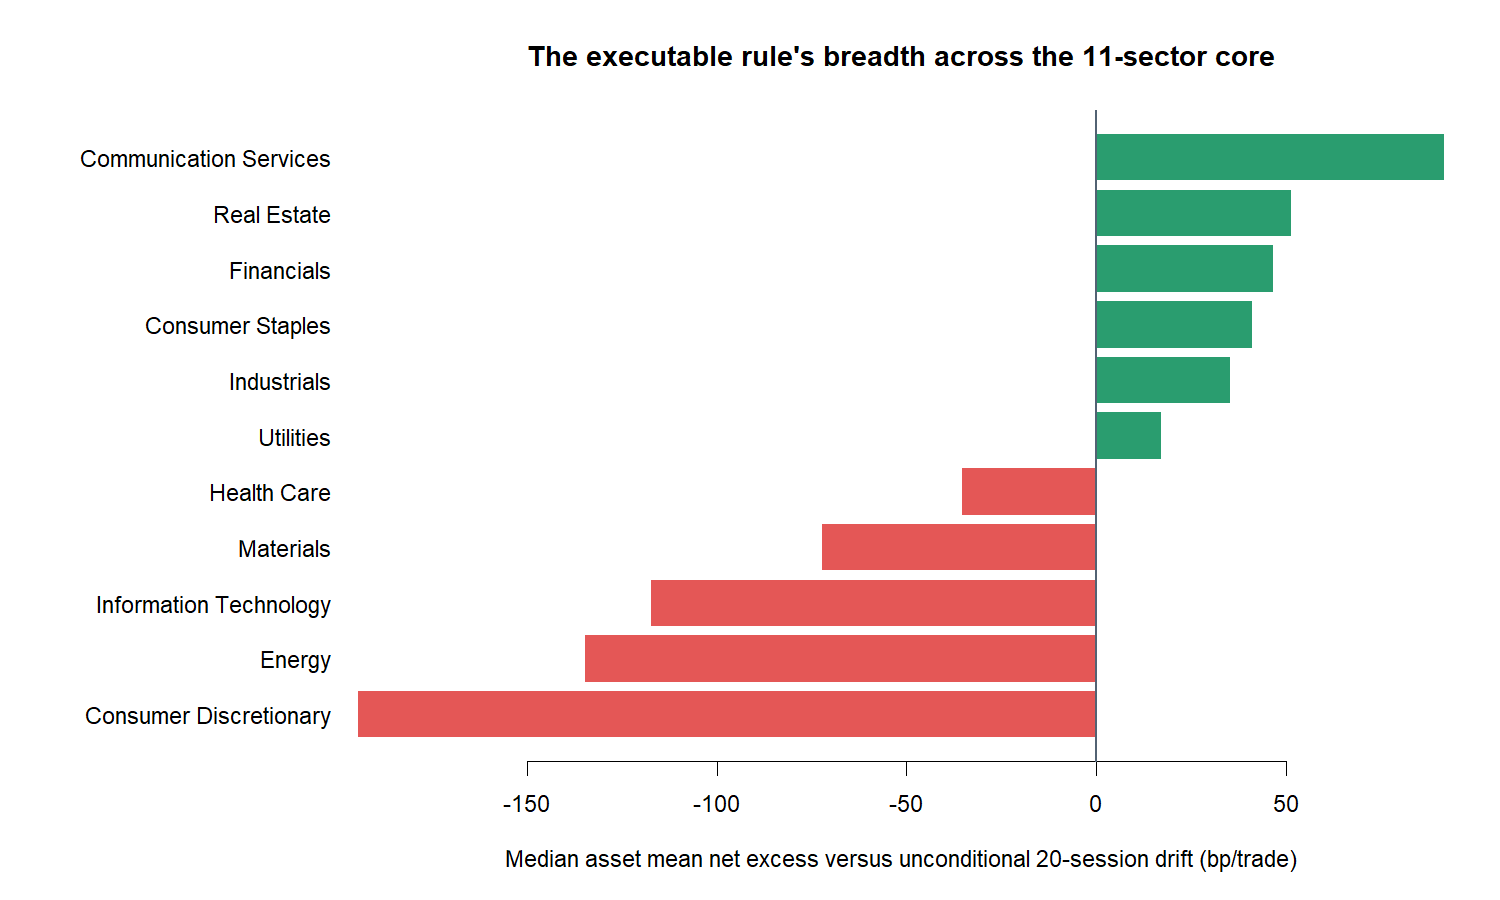 The executable rule's breadth across the 11-sector core
Communication Services
Real Estate
Financials
Consumer Staples
Industrials
Utilities
Health Care
Materials
Information Technology
Energy
Consumer Discretionary
-150 -100 -50 0 50
Median asset mean net excess versus unconditional 20-session drift (bp/trade)